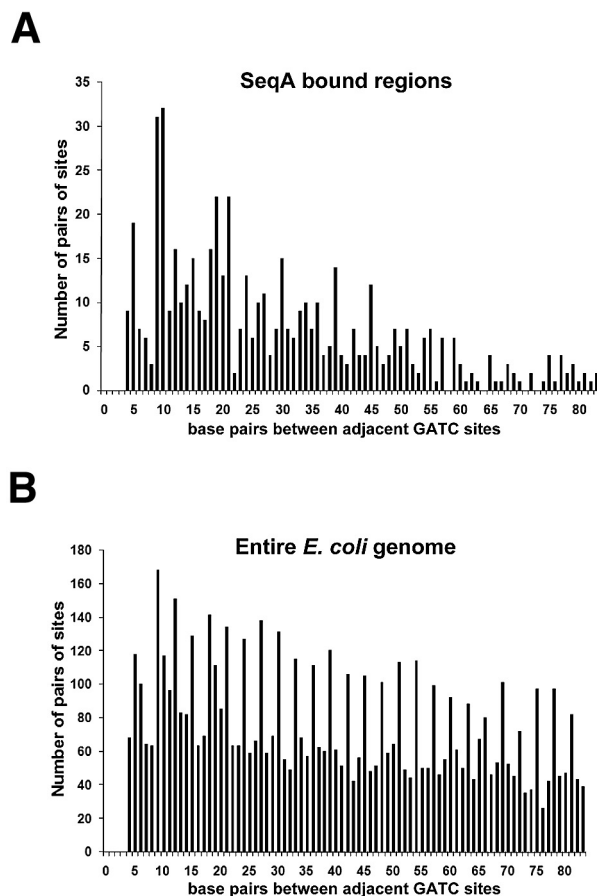 A
SeqA bound regions
Number of pairs of sites
35
30
25
20
15
10
5
0
0 5 10 15 20 25 30 35 40 45 50 55 60 65 70 75 80
base pairs between adjacent GATC sites
B
Entire E. coli genome
Number of pairs of sites
180
160
140
120
100
80
60
40
20
0
0 5 10 15 20 25 30 35 40 45 50 55 60 65 70 75 80
base pairs between adjacent GATC sites